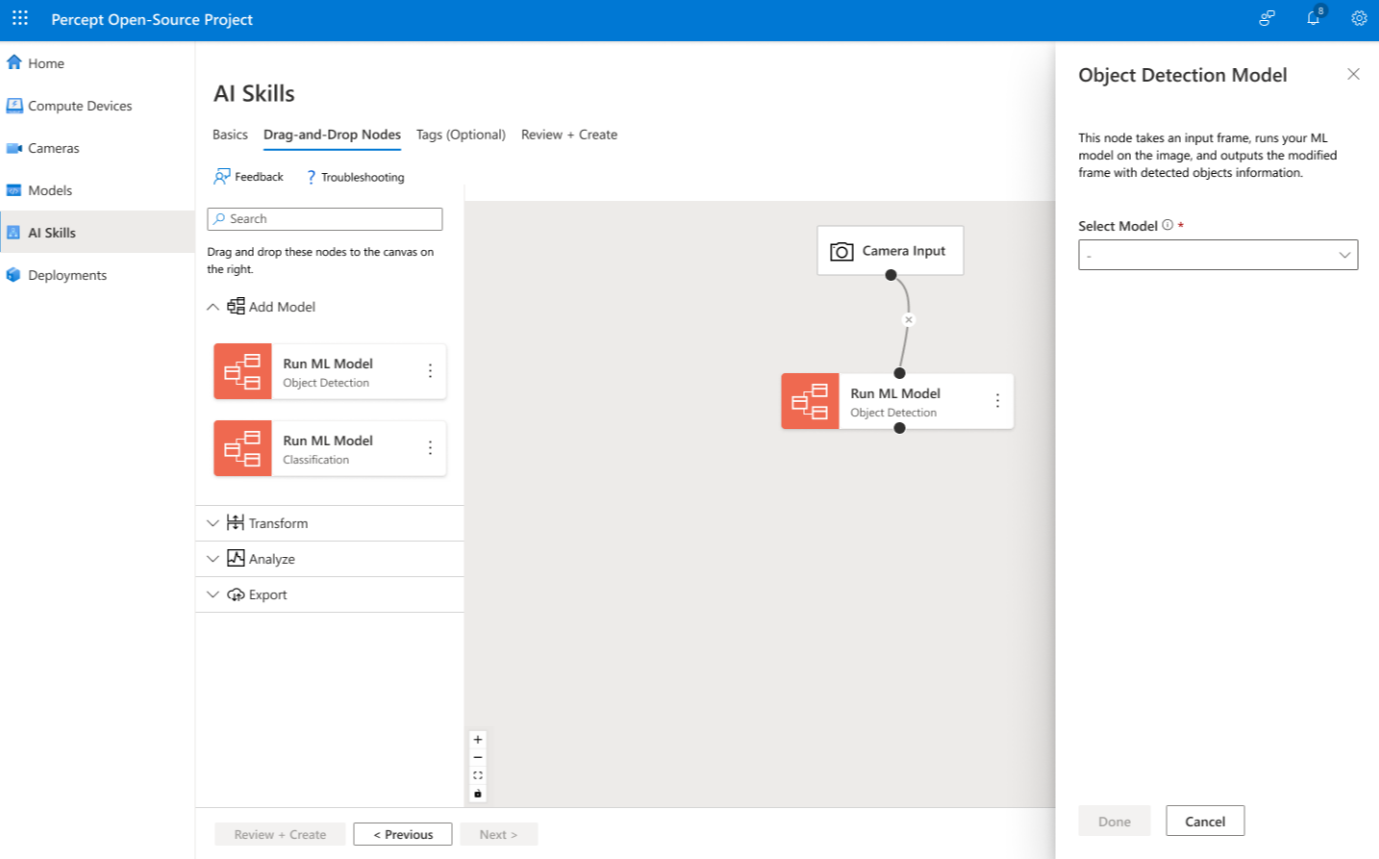 Percept Open-Source Project
8
Home
Compute Devices
Cameras
Models
AI Skills
Deployments
AI Skills
Basics Drag-and-Drop Nodes Tags (Optional) Review + Create
Feedback ? Troubleshooting
Search
Drag and drop these nodes to the canvas on
the right.
Add Model
Run ML Model
Object Detection
Run ML Model
Classification
Transform
Analyze
Export
Camera Input
Run ML Model
Object Detection
Review + Create < Previous Next >
Object Detection Model
This node takes an input frame, runs your ML
model on the image, and outputs the modified
frame with detected objects information.
Select Model *
-
Done Cancel